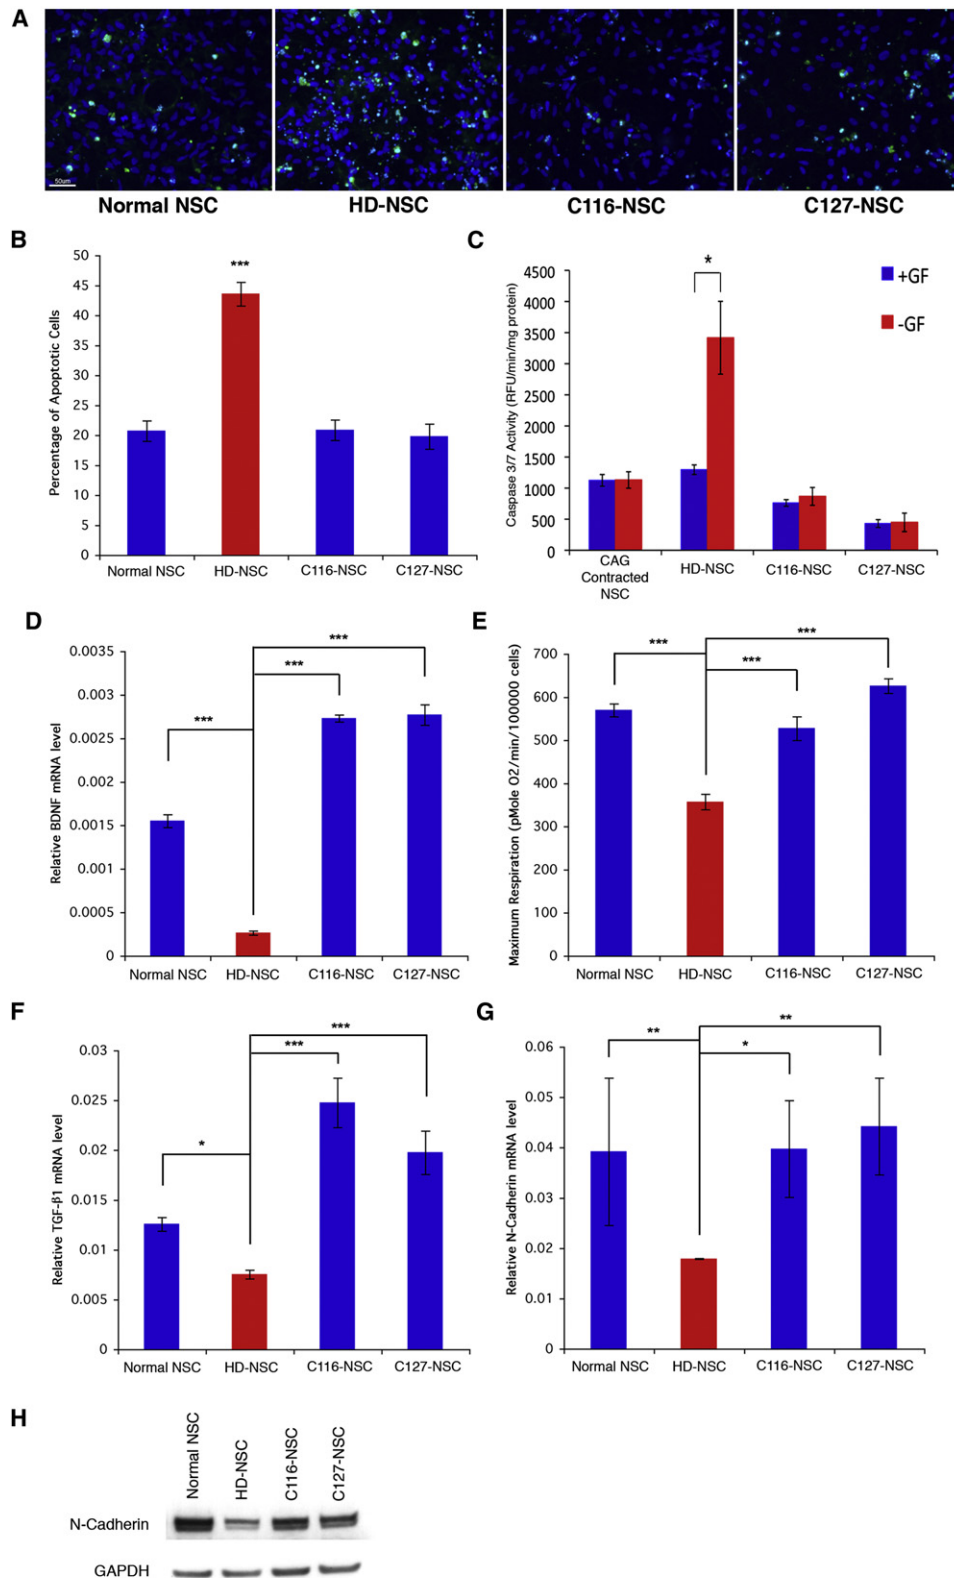 A
50um
Normal NSC
HD-NSC
C116-NSC
C127-NSC
B
Percentage of Apoptotic Cells
50
45
40
35
30
25
20
15
10
5
0
***
Normal NSC
HD-NSC
C116-NSC
C127-NSC
C
Caspase 3/7 Activity (RFU/min/mg protein)
4500
4000
3500
3000
2500
2000
1500
1000
500
0
*
+GF
-GF
CAG
Contracted
NSC
HD-NSC
C116-NSC
C127-NSC
D
Relative BDNF mRNA level
0.0035
0.003
0.0025
0.002
0.0015
0.001
0.0005
0
***
***
***
Normal NSC
HD-NSC
C116-NSC
C127-NSC
E
Maximum Respiration (pMole O2/min/100000 cells)
700
600
500
400
300
200
100
0
***
***
***
Normal NSC
HD-NSC
C116-NSC
C127-NSC
F
Relative TGF-β1 mRNA level
0.03
0.025
0.02
0.015
0.01
0.005
0
*
***
***
Normal NSC
HD-NSC
C116-NSC
C127-NSC
G
Relative N-Cadherin mRNA level
0.06
0.05
0.04
0.03
0.02
0.01
0
**
*
**
Normal NSC
HD-NSC
C116-NSC
C127-NSC
H
Normal NSC
HD-NSC
C116-NSC
C127-NSC
N-Cadherin
GAPDH